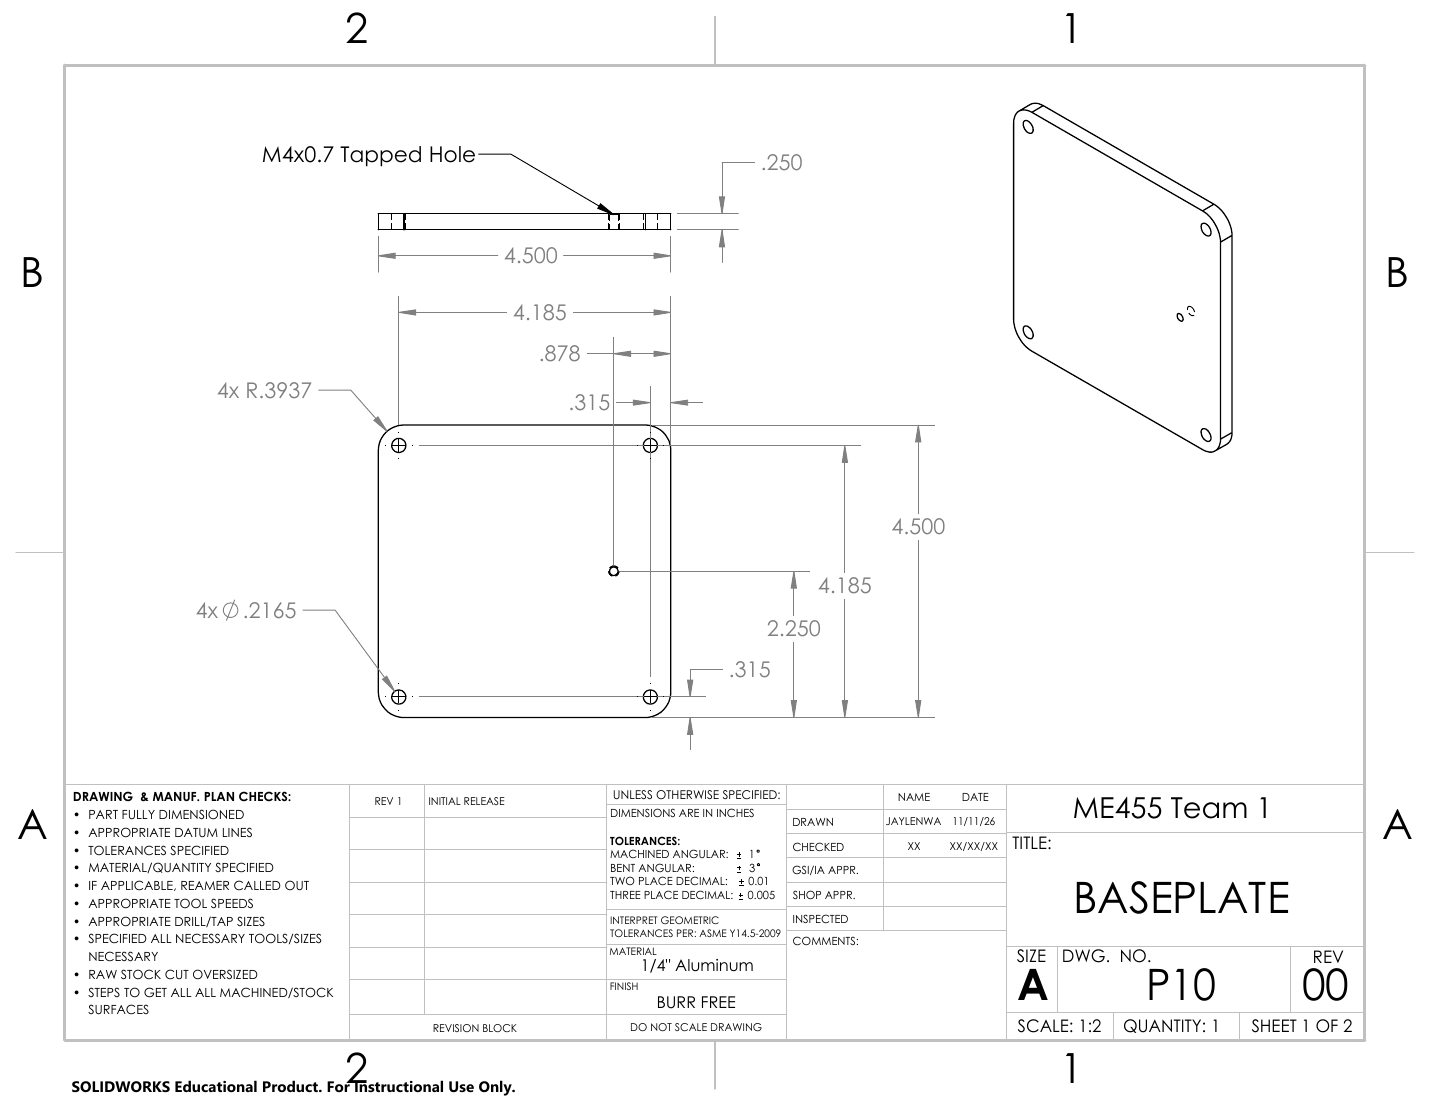 2 1
M4x0.7 Tapped Hole
.250
B B
4.500
4.185
.878
4x R.3937
.315
4.500
4.185
4x Ø.2165
2.250
.315
A A
DRAWING & MANUF. PLAN CHECKS:
• PART FULLY DIMENSIONED
• APPROPRIATE DATUM LINES
• TOLERANCES SPECIFIED
• MATERIAL/QUANTITY SPECIFIED
• IF APPLICABLE, REAMER CALLED OUT
• APPROPRIATE TOOL SPEEDS
• APPROPRIATE DRILL/TAP SIZES
• SPECIFIED ALL NECESSARY TOOLS/SIZES
NECESSARY
• RAW STOCK CUT OVERSIZED
• STEPS TO GET ALL ALL MACHINED/STOCK
SURFACES
REV 1 INITIAL RELEASE
REVISION BLOCK
UNLESS OTHERWISE SPECIFIED:
DIMENSIONS ARE IN INCHES
TOLERANCES:
MACHINED ANGULAR: ± 1°
BENT ANGULAR: ± 3°
TWO PLACE DECIMAL: ± 0.01
THREE PLACE DECIMAL: ± 0.005
INTERPRET GEOMETRIC
TOLERANCES PER: ASME Y14.5-2009
MATERIAL
1/4" Aluminum
FINISH
BURR FREE
DO NOT SCALE DRAWING
NAME DATE
DRAWN JAYLENWA 11/11/26
CHECKED XX XX/XX/XX
GSI/IA APPR.
SHOP APPR.
INSPECTED
COMMENTS:
ME455 Team 1
TITLE:
BASEPLATE
SIZE DWG. NO. REV
A P10 00
SCALE: 1:2 QUANTITY: 1 SHEET 1 OF 2
2 1
SOLIDWORKS Educational Product. For Instructional Use Only.